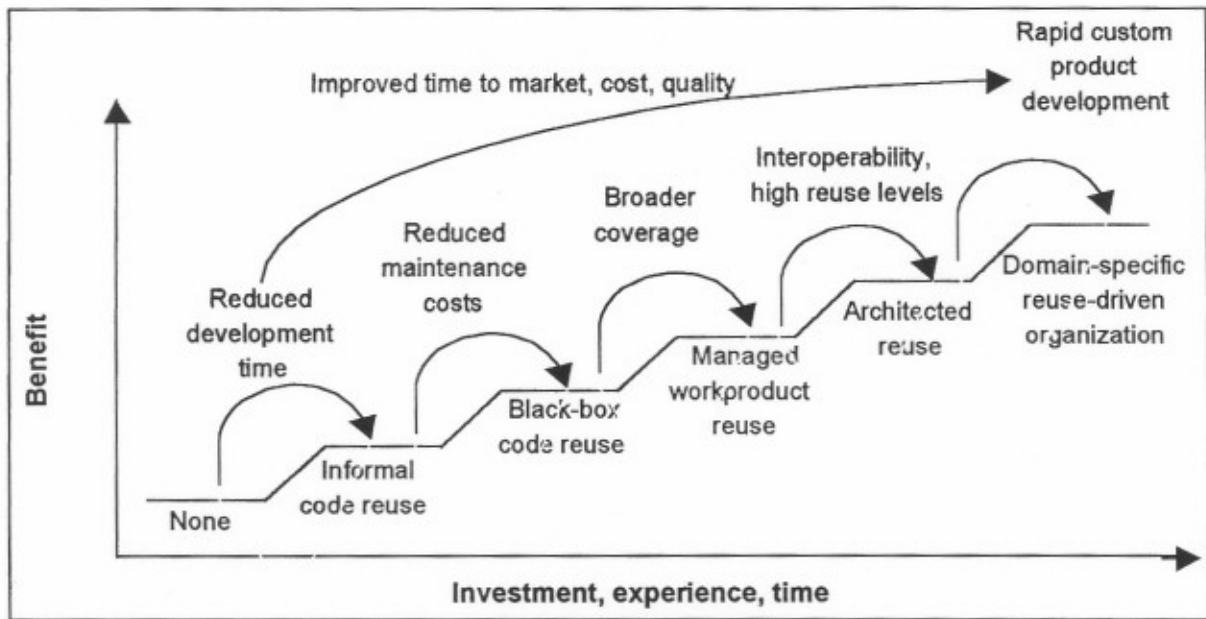 Rapid custom
product
development
Improved time to market, cost, quality
Interoperability,
high reuse levels
Broader
coverage
Reduced
maintenance
costs
Reduced
development
time
Domain-specific
reuse-driven
organization
Architected
reuse
Managed
workproduct
reuse
Black-box
code reuse
Informal
code reuse
None
Benefit
Investment, experience, time